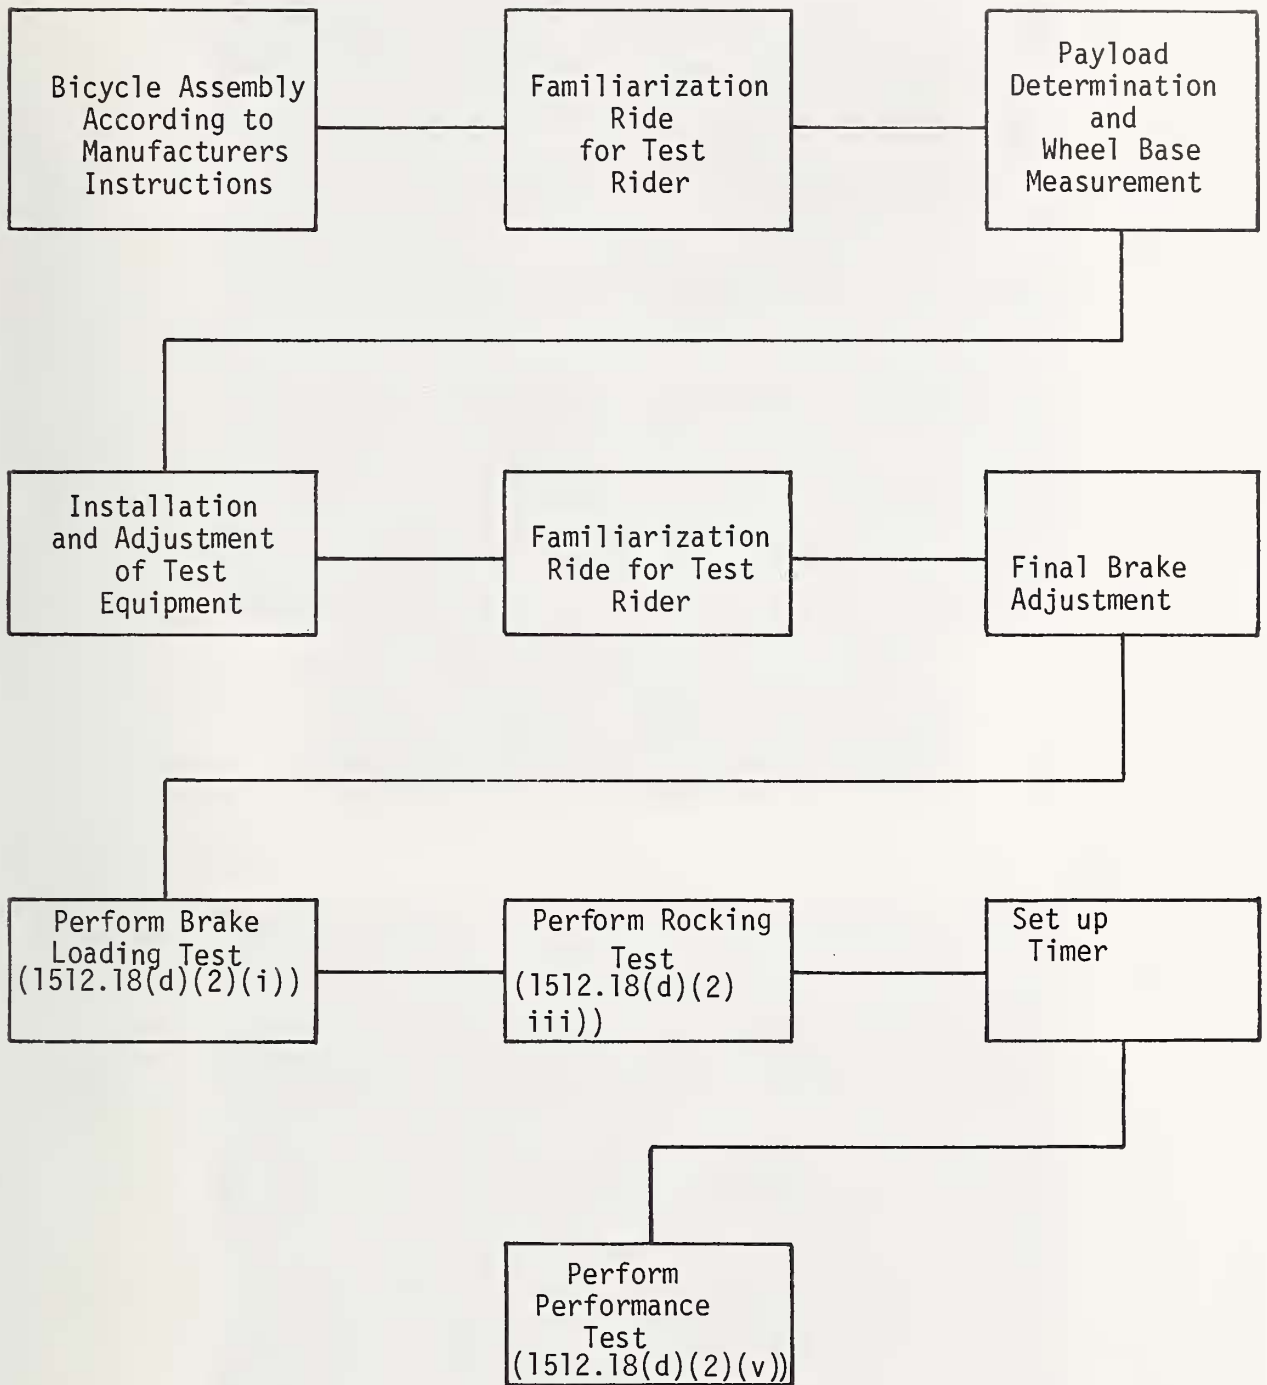 Bicycle Assembly
According to
Manufacturers
Instructions
Familiarization
Ride
for Test
Rider
Payload
Determination
and
Wheel Base
Measurement
Installation
and Adjustment
of Test
Equipment
Familiarization
Ride for Test
Rider
Final Brake
Adjustment
Perform Brake
Loading Test
(1512.18(d)(2)(i))
Perform Rocking
Test
(1512.18(d)(2)
iii))
Set up
Timer
Perform
Performance
Test
(1512.18(d)(2)(v))